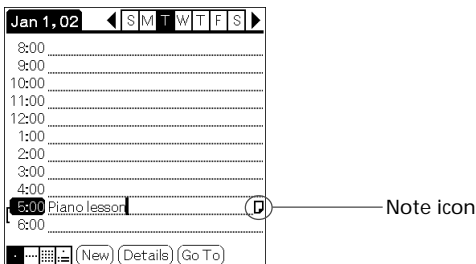 Jan 1, 02 S M T W T F S
8:00
9:00
10:00
11:00
12:00
1:00
2:00
3:00
4:00
5:00 Piano lesson
Note icon
6:00
New Details Go To